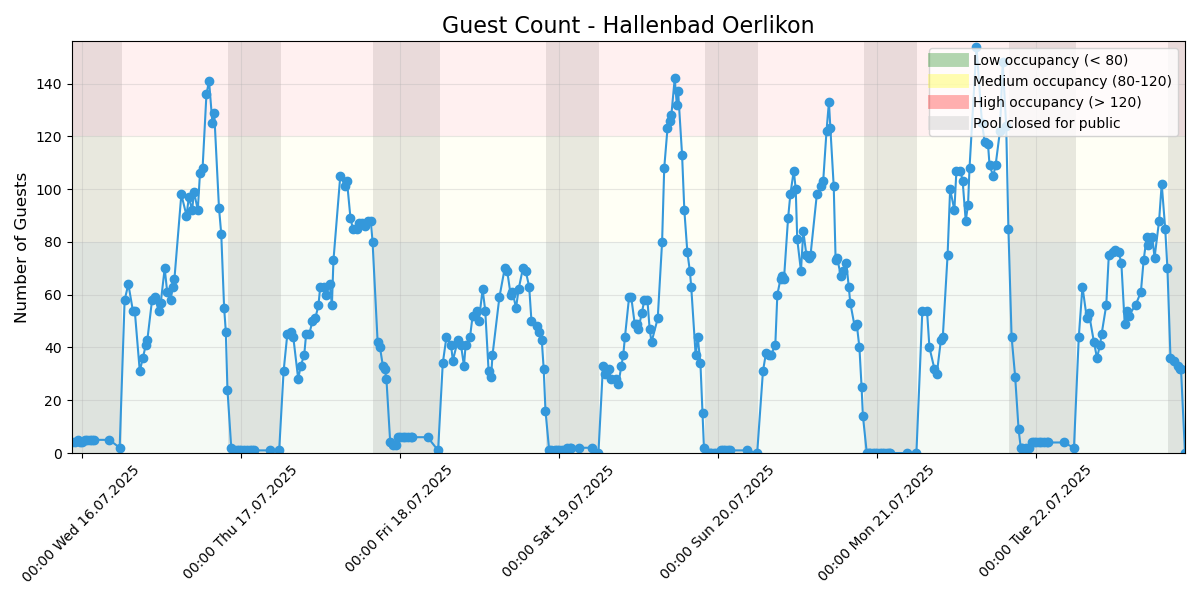 Guest Count - Hallenbad Oerlikon
Number of Guests
140
120
100
80
60
40
20
0
Low occupancy (< 80)
Medium occupancy (80-120)
High occupancy (> 120)
Pool closed for public
00:00 Wed 16.07.2025
00:00 Thu 17.07.2025
00:00 Fri 18.07.2025
00:00 Sat 19.07.2025
00:00 Sun 20.07.2025
00:00 Mon 21.07.2025
00:00 Tue 22.07.2025